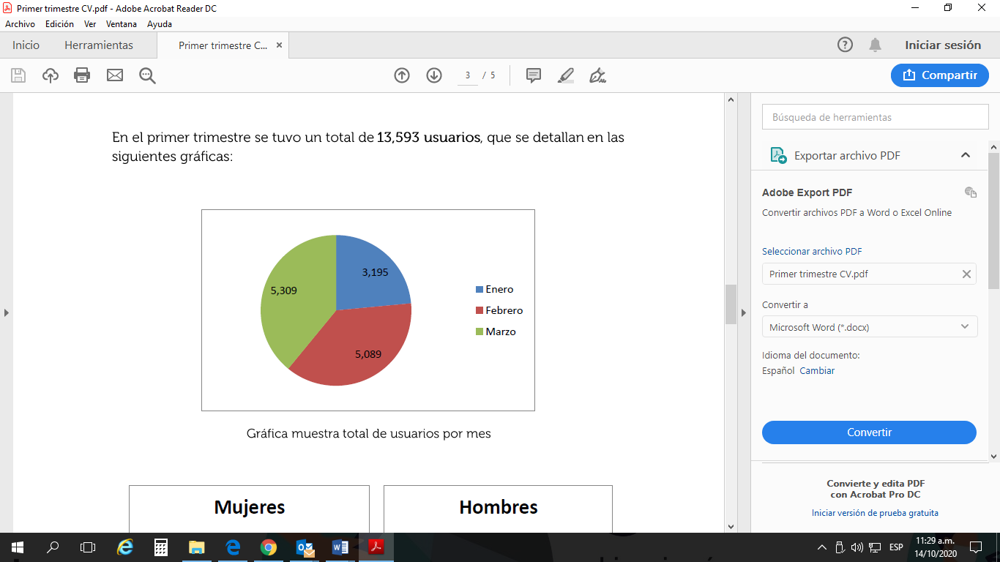 Primer trimestre CV.pdf - Adobe Acrobat Reader DC
Archivo Edición Ver Ventana Ayuda
Inicio Herramientas Primer trimestre C... Iniciar sesión
3 / 5 Compartir
En el primer trimestre se tuvo un total de 13,593 usuarios, que se detallan en las
siguientes gráficas:
3,195
5,309
5,089
Enero
Febrero
Marzo
Gráfica muestra total de usuarios por mes
Mujeres Hombres
Búsqueda de herramientas
Exportar archivo PDF
Adobe Export PDF
Convertir archivos PDF a Word o Excel Online
Seleccionar archivo PDF
Primer trimestre CV.pdf
Convertir a
Microsoft Word (*.docx)
Idioma del documento:
Español Cambiar
Convertir
Convierte y edita PDF
con Acrobat Pro DC
Iniciar versión de prueba gratuita
ESP
11:29 a.m.
14/10/2020